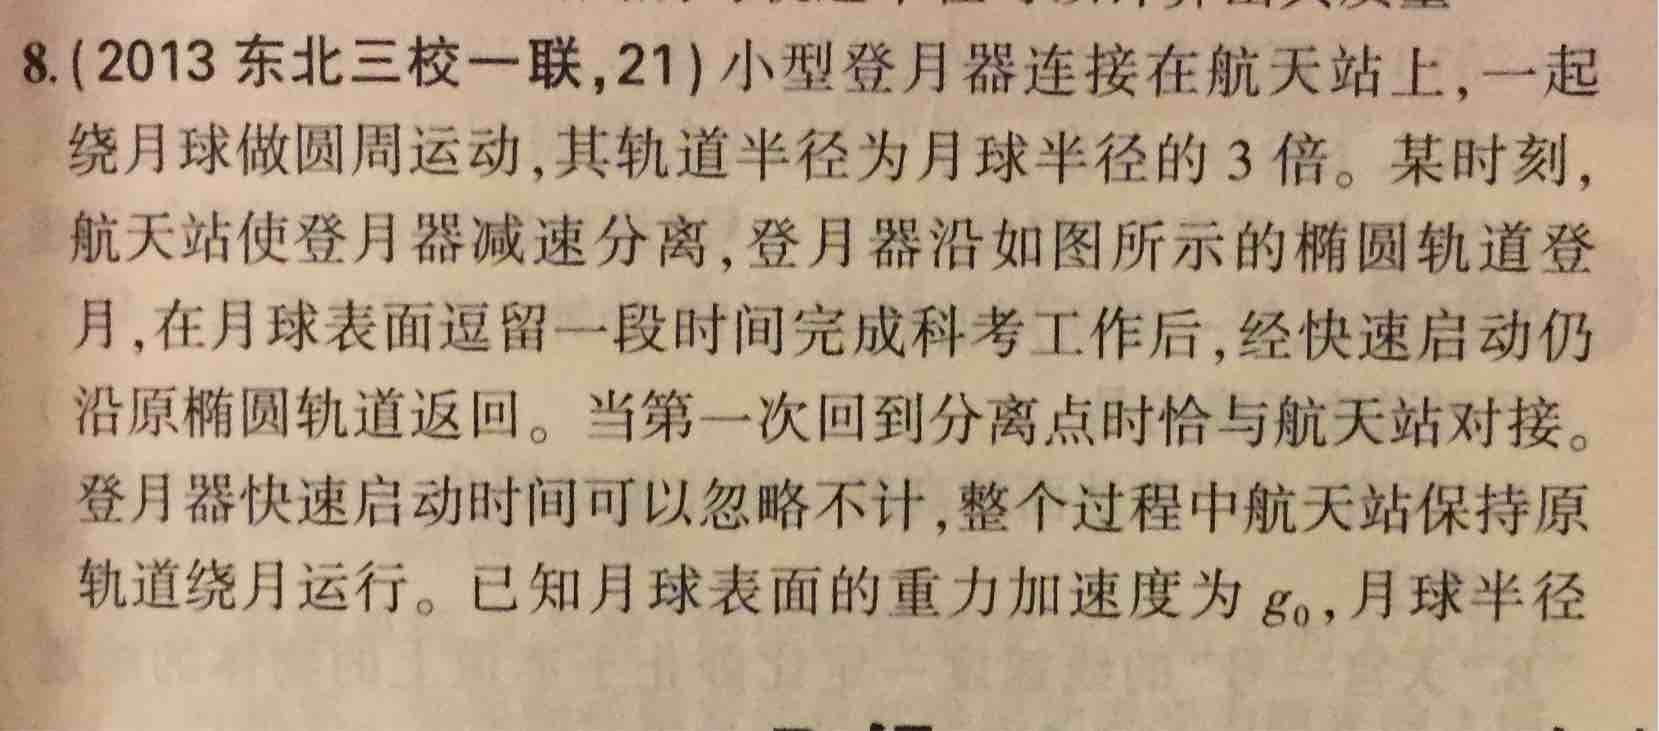 8.(2013 东北三校一联,21)小型登月器连接在航天站上,一起
绕月球做圆周运动,其轨道半径为月球半径的 3 倍。某时刻,
航天站使登月器减速分离,登月器沿如图所示的椭圆轨道登
月,在月球表面逗留一段时间完成科考工作后,经快速启动仍
沿原椭圆轨道返回。当第一次回到分离点时恰与航天站对接。
登月器快速启动时间可以忽略不计,整个过程中航天站保持原
轨道绕月运行。已知月球表面的重力加速度为 g₀,月球半径